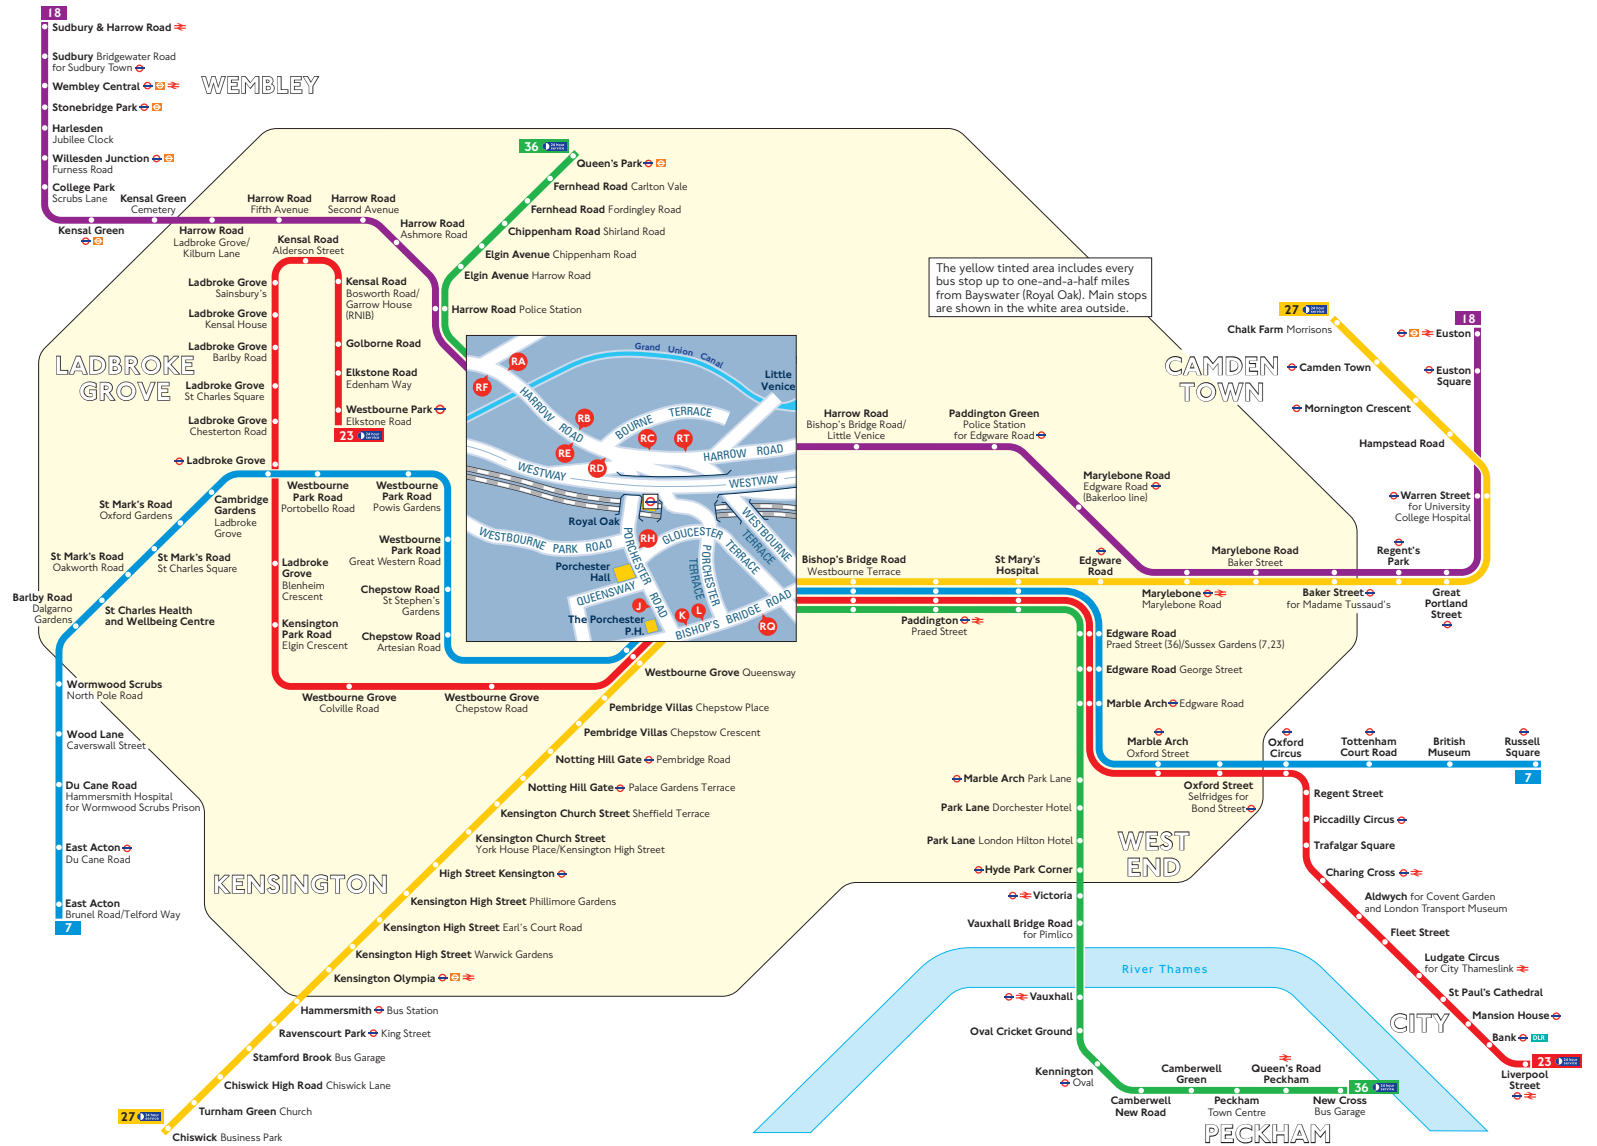 18
Sudbury & Harrow Road
Sudbury Bridgewater Road
for Sudbury Town
Wembley Central
Stonebridge Park
Harlesden
Jubilee Clock
Willesden Junction
Furness Road
College Park
Scrubs Lane
WEMBLEY
Kensal Green
Kensal Green
Cemetery
Harrow Road
Ladbroke Grove/
Kilburn Lane
Harrow Road
Fifth Avenue
Harrow Road
Second Avenue
Harrow Road
Ashmore Road
36 24 hour service
Queen's Park
Fernhead Road Carlton Vale
Fernhead Road Fordingley Road
Chippenham Road Shirland Road
Elgin Avenue Chippenham Road
Elgin Avenue Harrow Road
Harrow Road Police Station
Kensal Road
Alderson Street
Ladbroke Grove
Sainsbury's
Ladbroke Grove
Kensal House
Ladbroke Grove
Barlby Road
Ladbroke Grove
St Charles Square
Ladbroke Grove
Chesterton Road
Ladbroke Grove
Kensal Road
Bosworth Road/
Garrow House
(RNIB)
Golborne Road
Elkstone Road
Edenham Way
Westbourne Park
Elkstone Road
23 24 hour service
LADBROKE
GROVE
The yellow tinted area includes every
bus stop up to one-and-a-half miles
from Bayswater (Royal Oak). Main stops
are shown in the white area outside.
27 24 hour service
Chalk Farm Morrisons
Camden Town
Mornington Crescent
Hampstead Road
CAMDEN
TOWN
18
Euston
Euston
Square
Warren Street
for University
College Hospital
Regent's
Park
Great
Portland
Street
Marylebone Road
Baker Street
Baker Street
for Madame Tussaud's
Marylebone
Marylebone Road
Edgware
Road
St Mary's
Hospital
Bishop's Bridge Road
Westbourne Terrace
Paddington
Praed Street
Harrow Road
Bishop's Bridge Road/
Little Venice
Paddington Green
Police Station
for Edgware Road
Marylebone Road
Edgware Road
(Bakerloo line)
Grand Union Canal
Little
Venice
RA
RF
RB
RE
RC
RT
RD
HARROW ROAD
BOURNE TERRACE
HARROW ROAD
WESTWAY
WESTWAY
Royal Oak
WESTBOURNE PARK ROAD
PORCHESTER ROAD
RH
GLOUCESTER TERRACE
WESTBOURNE TERRACE
PORCHESTER TERRACE
Porchester
Hall
QUEENSWAY
J
K
L
RQ
The Porchester
P.H.
BISHOP'S BRIDGE ROAD
Westbourne
Park Road
Portobello Road
Westbourne
Park Road
Powis Gardens
Westbourne
Park Road
Great Western Road
Chepstow Road
St Stephen's
Gardens
Chepstow Road
Artesian Road
Cambridge
Gardens
Ladbroke
Grove
St Mark's Road
Oxford Gardens
St Mark's Road
St Charles Square
St Mark's Road
Oakworth Road
St Charles Health
and Wellbeing Centre
Barlby Road
Dalgarno
Gardens
Wormwood Scrubs
North Pole Road
Wood Lane
Caverswall Street
Du Cane Road
Hammersmith Hospital
for Wormwood Scrubs Prison
East Acton
Du Cane Road
East Acton
Brunel Road/Telford Way
7
Ladbroke
Grove
Blenheim
Crescent
Kensington
Park Road
Elgin Crescent
Westbourne Grove
Colville Road
Westbourne Grove
Chepstow Road
Westbourne Grove Queensway
Pembridge Villas Chepstow Place
Pembridge Villas Chepstow Crescent
Notting Hill Gate Pembridge Road
Notting Hill Gate Palace Gardens Terrace
Kensington Church Street Sheffield Terrace
Kensington Church Street
York House Place/Kensington High Street
High Street Kensington
Kensington High Street Phillimore Gardens
Kensington High Street Earl's Court Road
Kensington High Street Warwick Gardens
Kensington Olympia
Hammersmith Bus Station
Ravenscourt Park King Street
Stamford Brook Bus Garage
Chiswick High Road Chiswick Lane
Turnham Green Church
27 24 hour service
Chiswick Business Park
KENSINGTON
Edgware Road
Praed Street (36)/Sussex Gardens (7,23)
Edgware Road George Street
Marble Arch Edgware Road
Marble Arch
Oxford Street
Oxford Street
Selfridges for
Bond Street
Oxford
Circus
Tottenham
Court Road
British
Museum
Russell
Square
7
Marble Arch Park Lane
Park Lane Dorchester Hotel
Park Lane London Hilton Hotel
Hyde Park Corner
Victoria
Vauxhall Bridge Road
for Pimlico
WEST
END
Regent Street
Piccadilly Circus
Trafalgar Square
Charing Cross
Aldwych for Covent Garden
and London Transport Museum
Fleet Street
Ludgate Circus
for City Thameslink
St Paul's Cathedral
Mansion House
Bank DLR
CITY
23 24 hour service
Liverpool
Street
River Thames
Vauxhall
Oval Cricket Ground
Kennington
Oval
Camberwell
New Road
Camberwell
Green
Peckham
Town Centre
Queen's Road
Peckham
New Cross
Bus Garage
36 24 hour service
PECKHAM